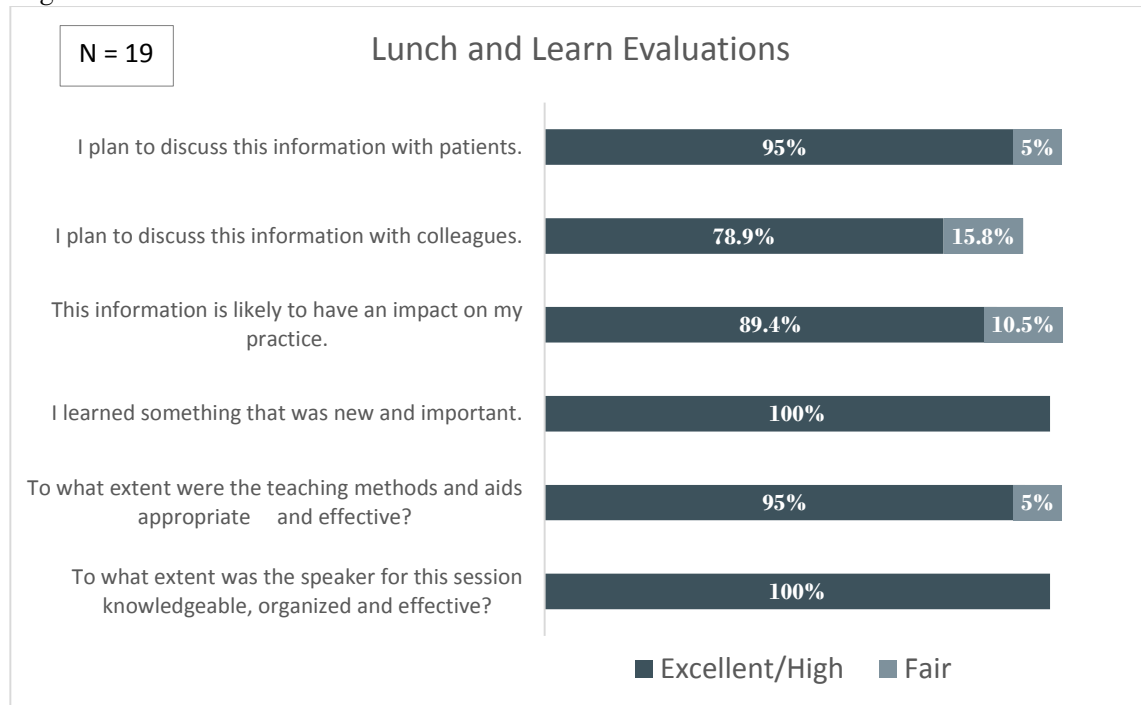 N = 19
Lunch and Learn Evaluations
I plan to discuss this information with patients.
95%
5%
I plan to discuss this information with colleagues.
78.9%
15.8%
This information is likely to have an impact on my
practice.
89.4%
10.5%
I learned something that was new and important.
100%
To what extent were the teaching methods and aids
appropriate and effective?
95%
5%
To what extent was the speaker for this session
knowledgeable, organized and effective?
100%
Excellent/High
Fair